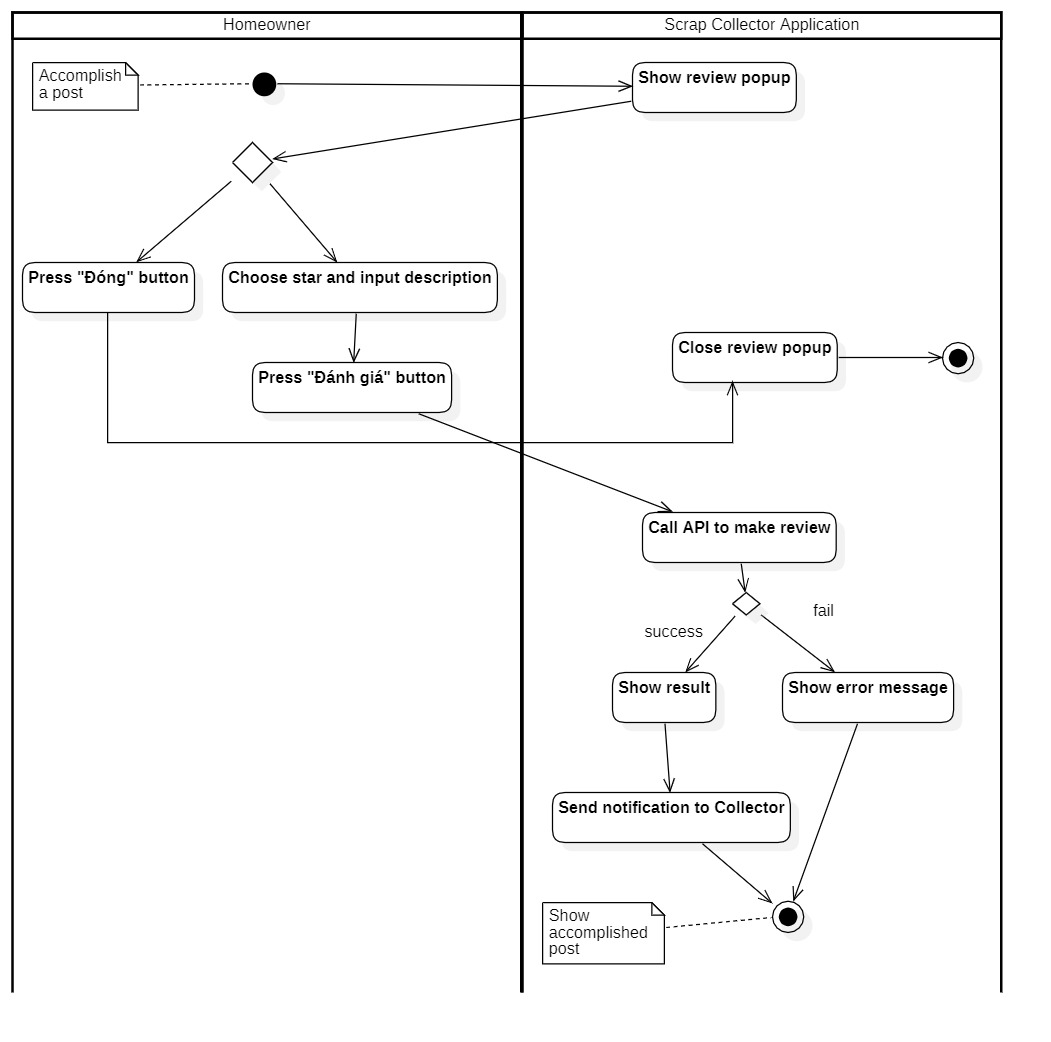 Homeowner
Scrap Collector Application
Accomplish
a post
Show review popup
Press "Đóng" button
Choose star and input description
Close review popup
Press "Đánh giá" button
Call API to make review
fail
success
Show result
Show error message
Send notification to Collector
Show
accomplished
post